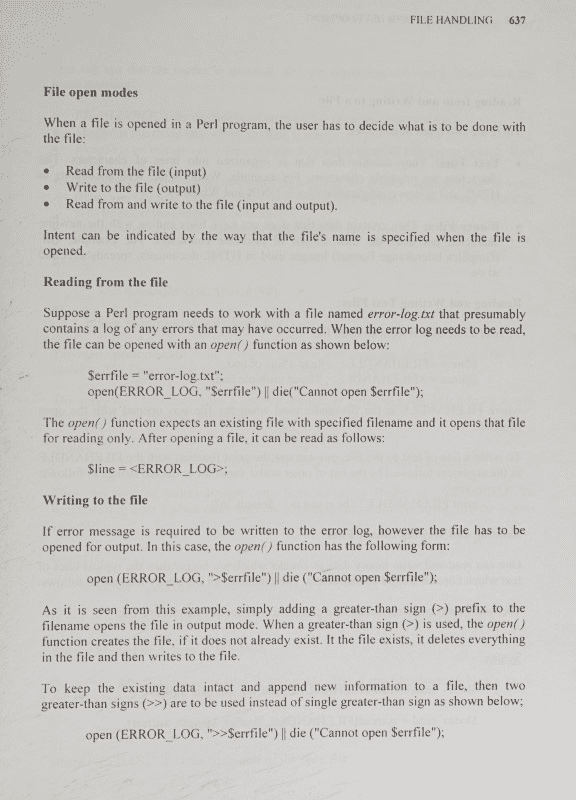 FILE HANDLING 637
File open modes
When a file is opened in a Perl program, the user has to decide what is to be done with
the file:
• Read from the file (input)
• Write to the file (output)
• Read from and write to the file (input and output).
Intent can be indicated by the way that the file's name is specified when the file is
opened.
Reading from the file
Suppose a Perl program needs to work with a file named error-log.txt that presumably
contains a log of any errors that may have occurred. When the error log needs to be read,
the file can be opened with an open( ) function as shown below:
$errfile = "error-log.txt";
open(ERROR_LOG, "$errfile") || die("Cannot open $errfile");
The open( ) function expects an existing file with specified filename and it opens that file
for reading only. After opening a file, it can be read as follows:
$line = <ERROR_LOG>;
Writing to the file
If error message is required to be written to the error log, however the file has to be
opened for output. In this case, the open( ) function has the following form:
open (ERROR_LOG, ">$errfile") || die ("Cannot open $errfile");
As it is seen from this example, simply adding a greater-than sign (>) prefix to the
filename opens the file in output mode. When a greater-than sign (>) is used, the open( )
function creates the file, if it does not already exist. It the file exists, it deletes everything
in the file and then writes to the file.
To keep the existing data intact and append new information to a file, then two
greater-than signs (>>) are to be used instead of single greater-than sign as shown below;
open (ERROR_LOG, ">>$errfile") || die ("Cannot open $errfile");